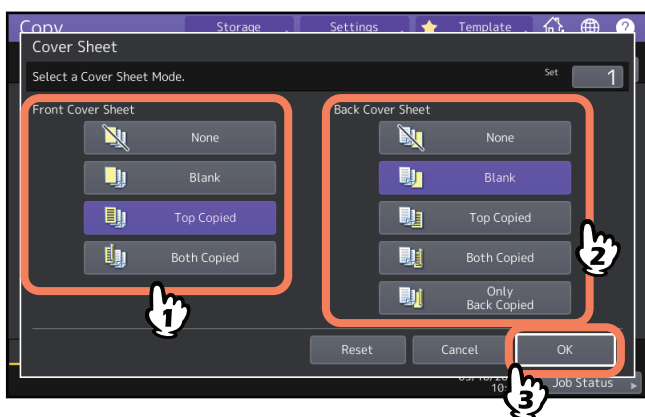 Copy
Storage
Settings
Template
?
Cover Sheet
Select a Cover Sheet Mode.
Set
1
Front Cover Sheet
None
Blank
Top Copied
Both Copied
Back Cover Sheet
None
Blank
Top Copied
Both Copied
Only
Back Copied
1
2
Reset
Cancel
OK
10:
Job Status
3